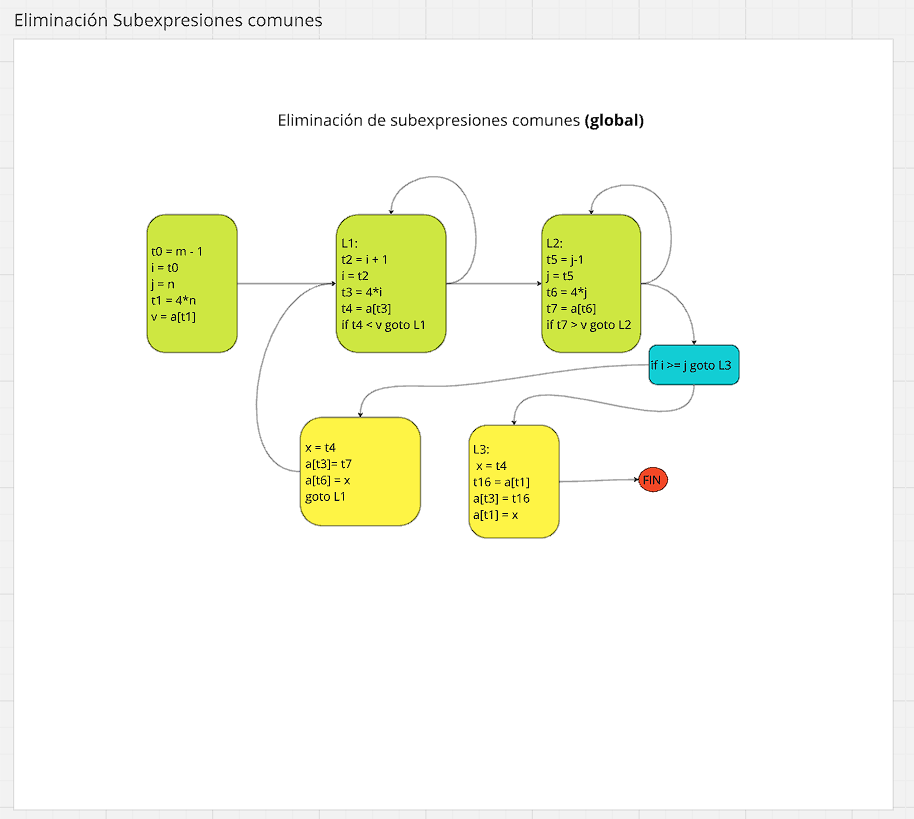 Eliminación Subexpresiones comunes
Eliminación de subexpresiones comunes (global)
t0 = m - 1
i = t0
j = n
t1 = 4*n
v = a[t1]
L1:
t2 = i + 1
i = t2
t3 = 4*i
t4 = a[t3]
if t4 < v goto L1
L2:
t5 = j-1
j = t5
t6 = 4*j
t7 = a[t6]
if t7 > v goto L2
if i >= j goto L3
x = t4
a[t3]= t7
a[t6] = x
goto L1
L3:
x = t4
t16 = a[t1]
a[t3] = t16
a[t1] = x
FIN